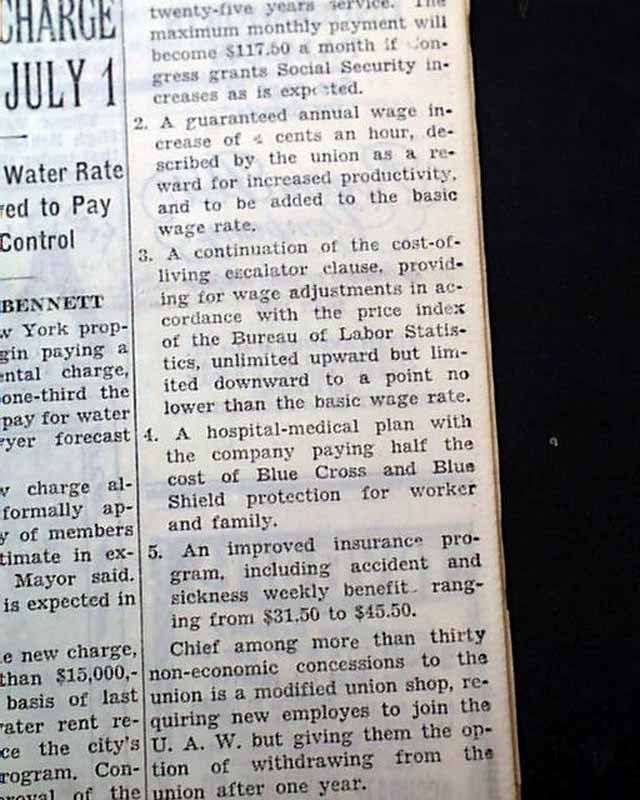 CHARGE
JULY 1
Water Rate
ed to Pay
Control
BENNETT
w York prop-
gin paying a
ental charge,
one-third the
pay for water
yer forecast
w charge al-
formally ap-
y of members
timate in ex-
Mayor said.
is expected in
e new charge,
than $15,000,-
basis of last
ater rent re-
ce the city's
rogram. Con-
roval of the
twenty-five years service. The
maximum monthly payment will
become $117.50 a month if Con-
gress grants Social Security in-
creases as is expected.
2. A guaranteed annual wage in-
crease of 4 cents an hour, de-
scribed by the union as a re-
ward for increased productivity,
and to be added to the basic
wage rate.
3. A continuation of the cost-of-
living escalator clause, provid-
ing for wage adjustments in ac-
cordance with the price index
of the Bureau of Labor Statis-
tics, unlimited upward but lim-
ited downward to a point no
lower than the basic wage rate.
4. A hospital-medical plan with
the company paying half the
cost of Blue Cross and Blue
Shield protection for worker
and family.
5. An improved insurance pro-
gram, including accident and
sickness weekly benefit rang-
ing from $31.50 to $45.50.
Chief among more than thirty
non-economic concessions to the
union is a modified union shop, re-
quiring new employes to join the
U. A. W. but giving them the op-
tion of withdrawing from the
union after one year.